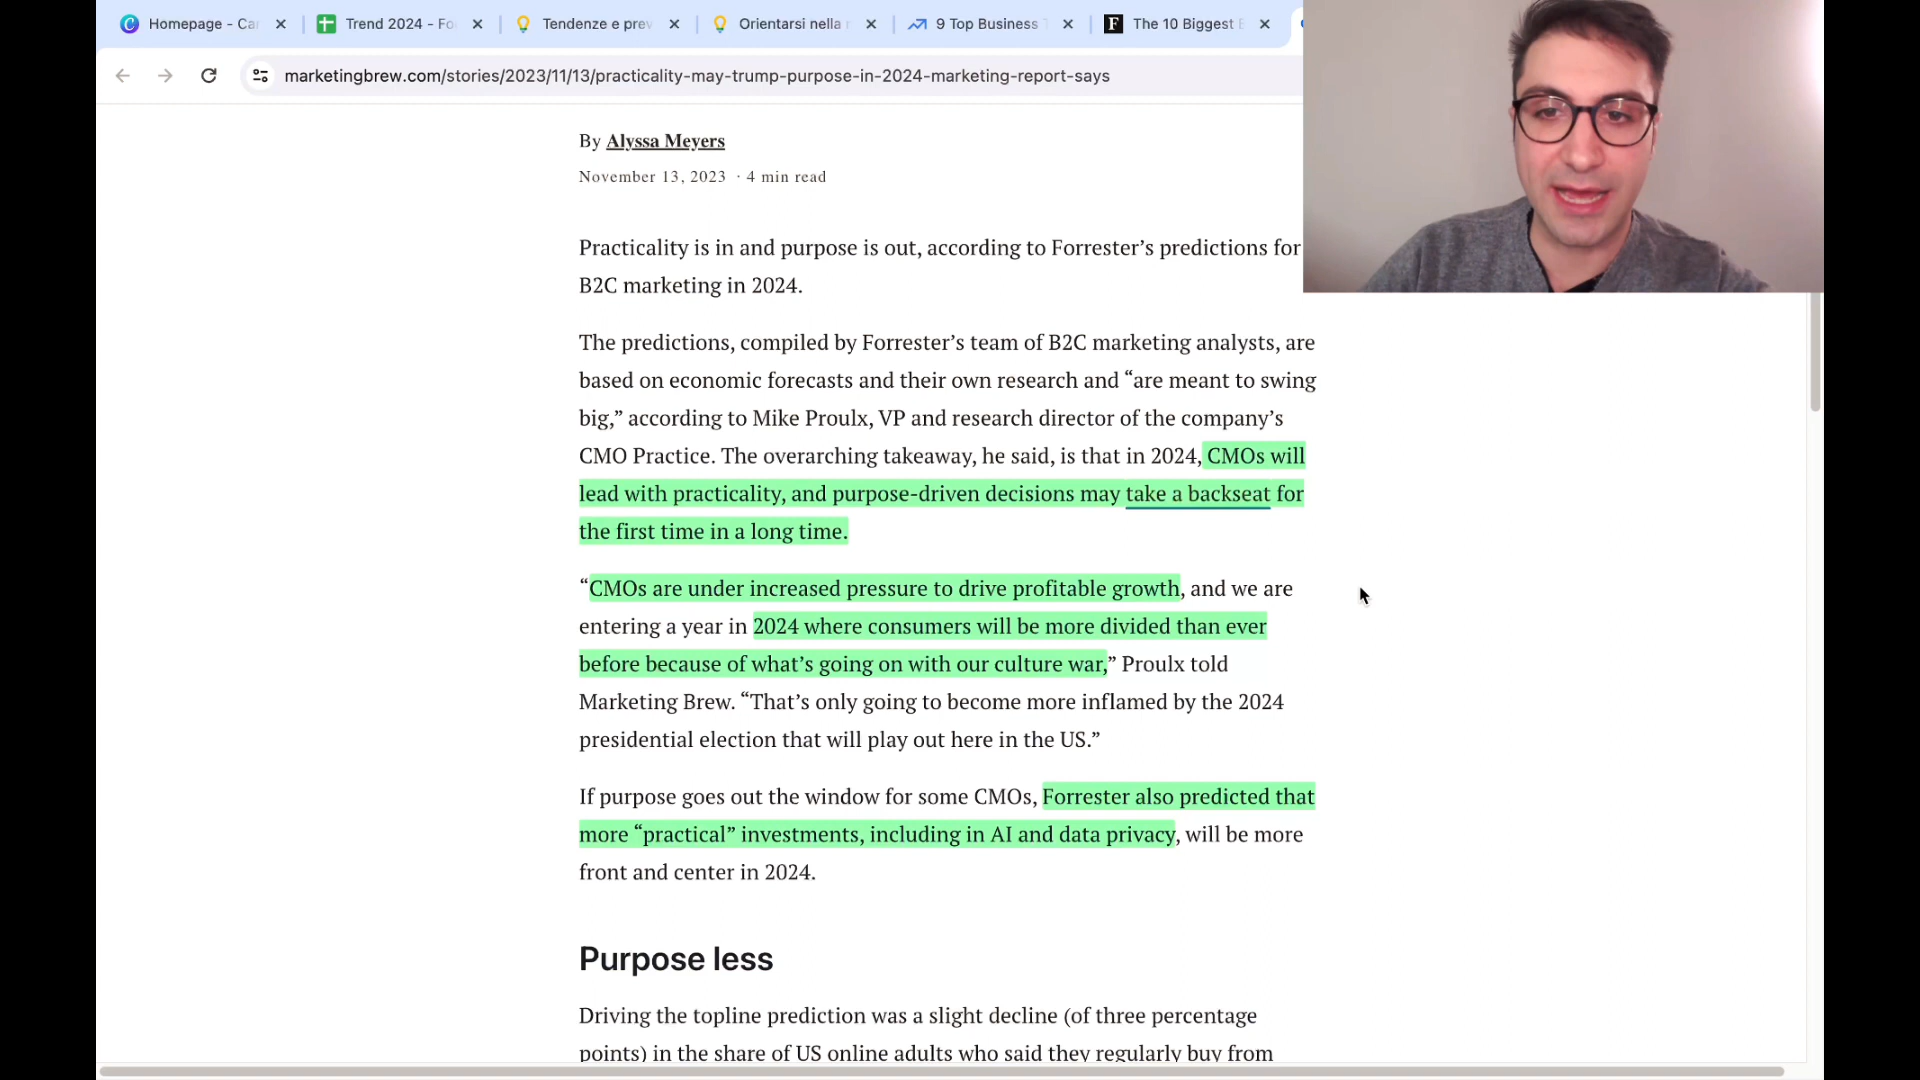 Homepage - Ca
Trend 2024 - Fo
Tendenze e prev
Orientarsi nella
9 Top Business
The 10 Biggest
marketingbrew.com/stories/2023/11/13/practicality-may-trump-purpose-in-2024-marketing-report-says
By Alyssa Meyers
November 13, 2023 · 4 min read
Practicality is in and purpose is out, according to Forrester’s predictions for
B2C marketing in 2024.
The predictions, compiled by Forrester’s team of B2C marketing analysts, are
based on economic forecasts and their own research and “are meant to swing
big,” according to Mike Proulx, VP and research director of the company’s
CMO Practice. The overarching takeaway, he said, is that in 2024, CMOs will
lead with practicality, and purpose-driven decisions may take a backseat for
the first time in a long time.
“CMOs are under increased pressure to drive profitable growth, and we are
entering a year in 2024 where consumers will be more divided than ever
before because of what’s going on with our culture war,” Proulx told
Marketing Brew. “That’s only going to become more inflamed by the 2024
presidential election that will play out here in the US.”
If purpose goes out the window for some CMOs, Forrester also predicted that
more “practical” investments, including in AI and data privacy, will be more
front and center in 2024.
Purpose less
Driving the topline prediction was a slight decline (of three percentage
points) in the share of US online adults who said they regularly buy from